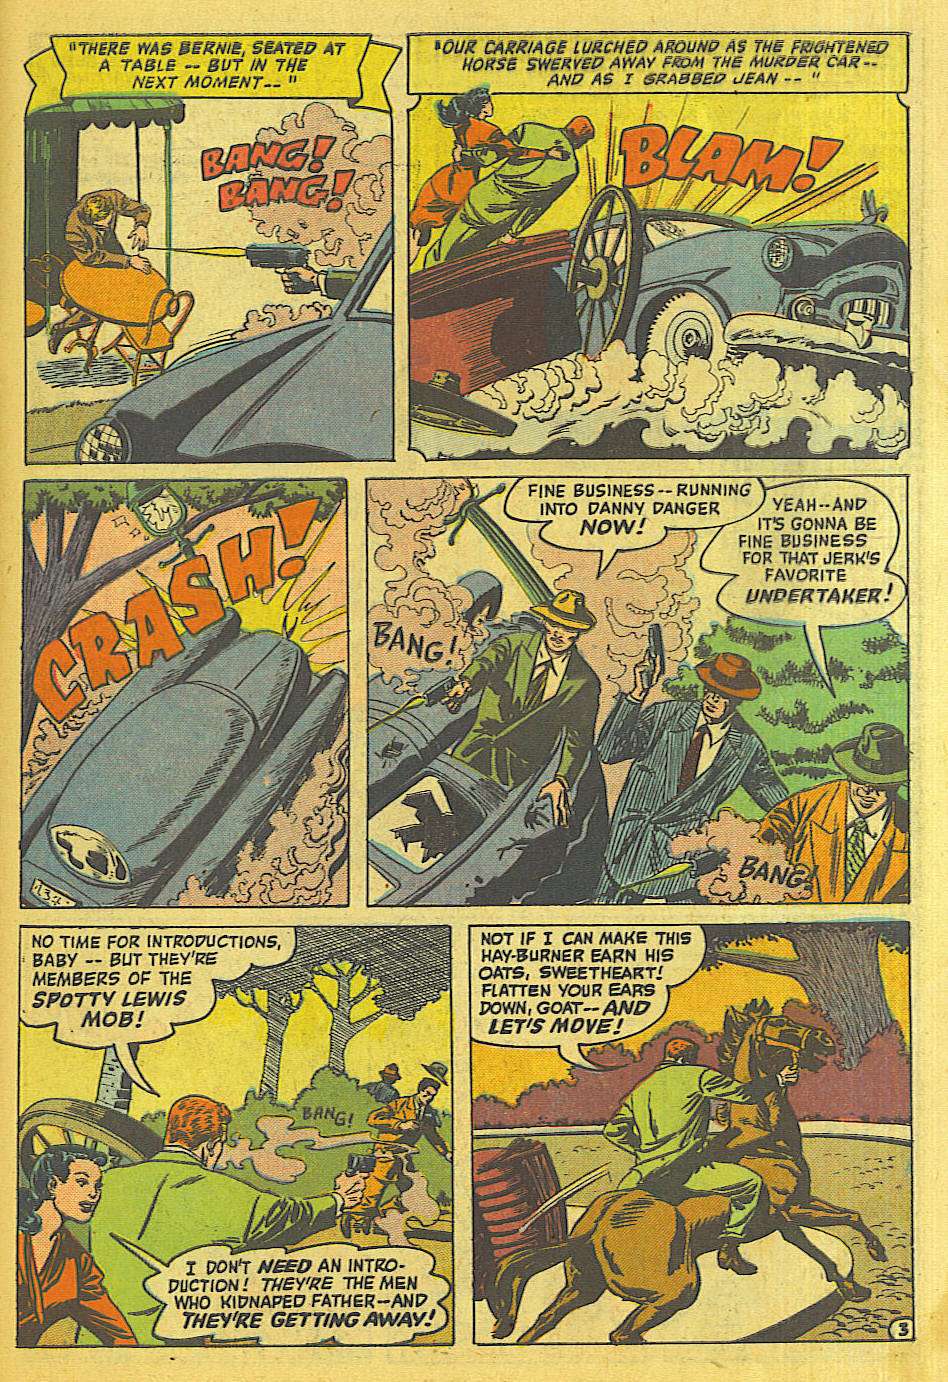 "THERE WAS BERNIE, SEATED AT
A TABLE -- BUT IN THE
NEXT MOMENT-- "
BANG!
BANG!
"OUR CARRIAGE LURCHED AROUND AS THE FRIGHTENED
HORSE SWERVED AWAY FROM THE MURDER CAR--
AND AS I GRABBED JEAN -- "
BLAM!
CRASH!
FINE BUSINESS-- RUNNING
INTO DANNY DANGER
NOW!
YEAH--AND
IT'S GONNA BE
FINE BUSINESS
FOR THAT JERK'S
FAVORITE
UNDERTAKER!
BANG!
BANG!
NO TIME FOR INTRODUCTIONS,
BABY -- BUT THEY'RE
MEMBERS OF THE
SPOTTY LEWIS
MOB!
BANG!
I DON'T NEED AN INTRO-
DUCTION! THEY'RE THE MEN
WHO KIDNAPED FATHER--AND
THEY'RE GETTING AWAY!
NOT IF I CAN MAKE THIS
HAY-BURNER EARN HIS
OATS, SWEETHEART!
FLATTEN YOUR EARS
DOWN, GOAT-- AND
LET'S MOVE!
3